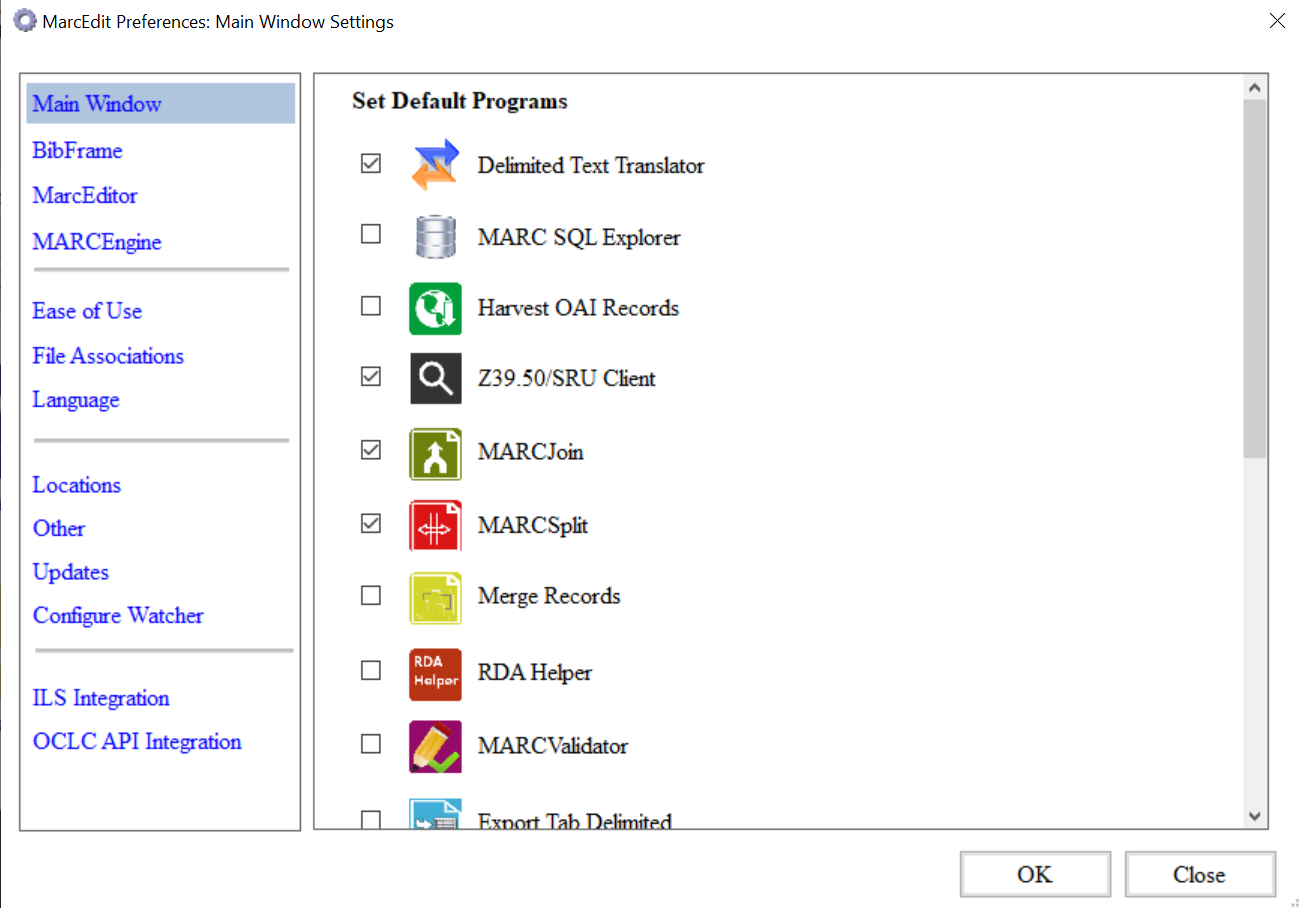 MarcEdit Preferences: Main Window Settings
Main Window
BibFrame
MarcEditor
MARCEngine
Ease of Use
File Associations
Language
Locations
Other
Updates
Configure Watcher
ILS Integration
OCLC API Integration
Set Default Programs
Delimited Text Translator
MARC SQL Explorer
Harvest OAI Records
Z39.50/SRU Client
MARCJoin
MARCSplit
Merge Records
RDA
Helper
RDA Helper
MARCValidator
Export Tab Delimited
OK
Close